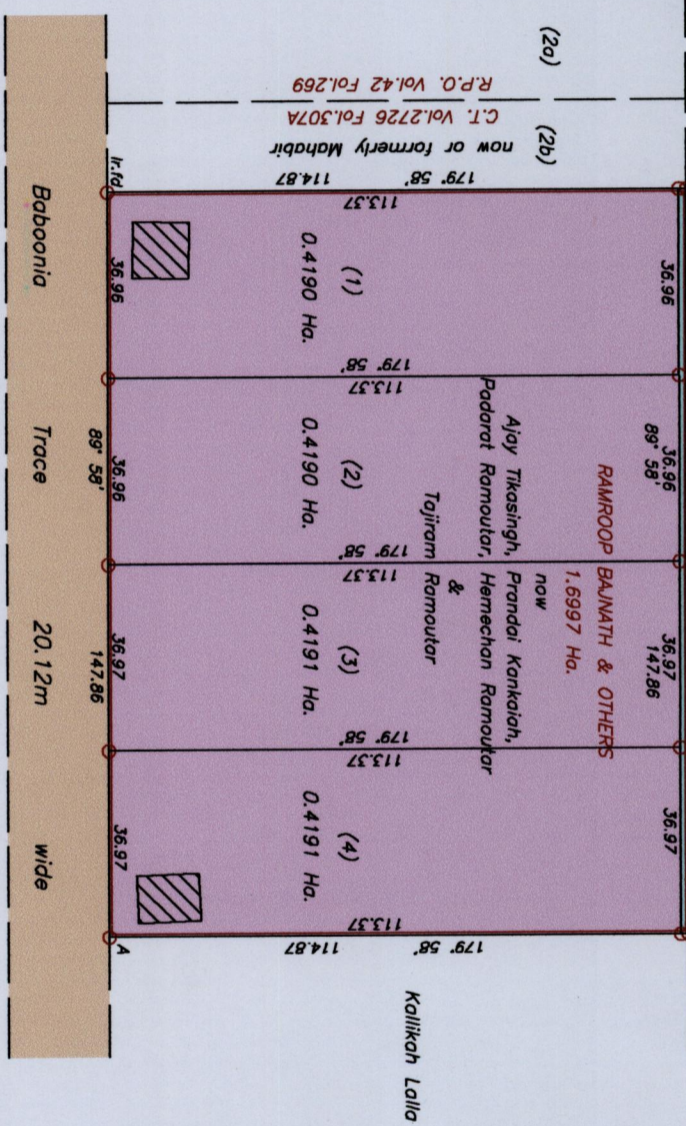 (2a)
R.P.O. Vol.42 Fol.269
C.T. Vol.2726 Fol.307A
(2b)
now or formerly Mahabir
179° 58'
114.87
113.37
Ir.fd
36.96
36.96
(1)
0.4190 Ha.
179° 58'
113.37
36.96
89° 58'
36.96
89° 58'
(2)
0.4190 Ha.
179° 58'
113.37
RAMROOP BAJNATH & OTHERS
1.6997 Ha.
now
Ajay Tikasingh, Prandai Kankaiah,
Padarat Ramoutar, Hemechan Ramoutar
&
Tajiram Ramoutar
36.97
147.86
36.97
147.86
(3)
0.4191 Ha.
179° 58'
113.37
36.97
36.97
(4)
0.4191 Ha.
113.37
179° 58'
114.87
A
Kallikah Lalla
Baboonia Trace 20.12m wide